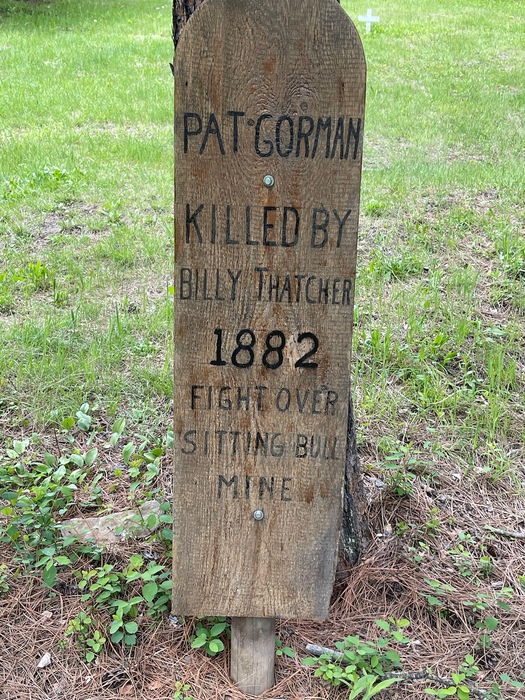 PAT GORMAN
KILLED BY
BILLY THATCHER
1882
FIGHT OVER
SITTING BULL
MINE